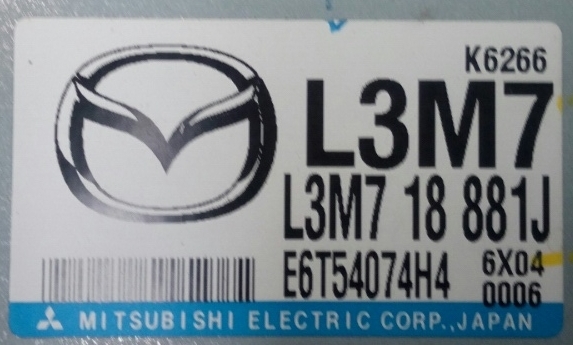 K6266
L3M7
L3M7 18 881J
E6T54074H4 6X04
0006
MITSUBISHI ELECTRIC CORP., JAPAN